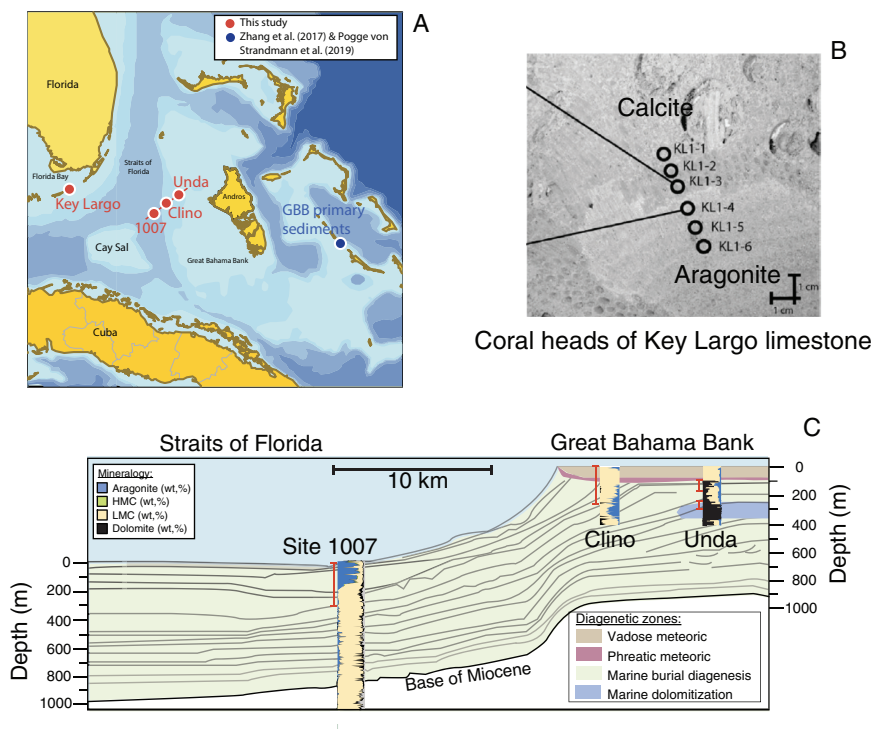 This study
Zhang et al. (2017) & Pogge von
Strandmann et al. (2019)
A
Florida
Florida Bay
Straits of
Florida
Key Largo
Unda
Clino
1007
Andros
GBB primary
sediments
Cay Sal
Great Bahama Bank
Cuba
B
Calcite
KL1-1
KL1-2
KL1-3
KL1-4
KL1-5
KL1-6
Aragonite
1 cm
1 cm
Coral heads of Key Largo limestone
C
Straits of Florida
Great Bahama Bank
Mineralogy:
Aragonite (wt,%)
HMC (wt,%)
LMC (wt,%)
Dolomite (wt,%)
10 km
Site 1007
Clino
Unda
0
200
400
600
800
1000
Depth (m)
0
200
400
600
800
1000
Depth (m)
Base of Miocene
Diagenetic zones:
Vadose meteoric
Phreatic meteoric
Marine burial diagenesis
Marine dolomitization